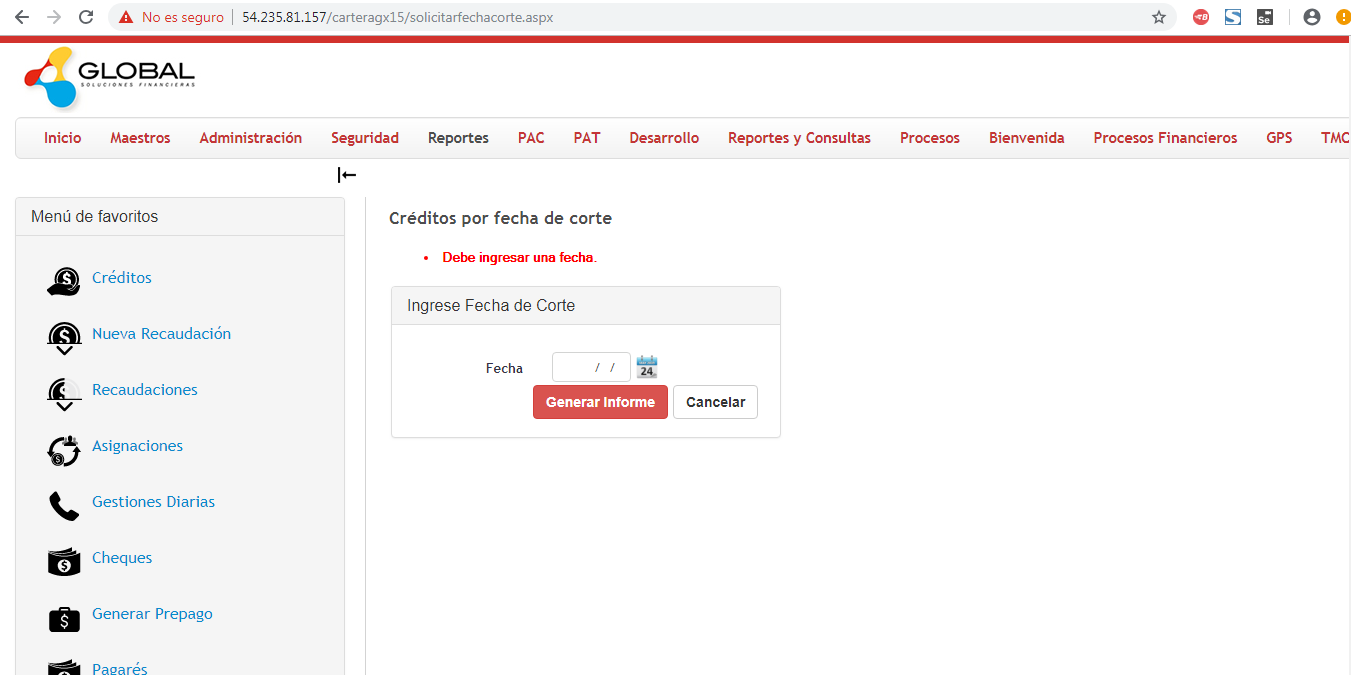 No es seguro 54.235.81.157/carteragx15/solicitarfechacorte.aspx
GLOBAL
SOLUCIONES FINANCIERAS
Inicio Maestros Administración Seguridad Reportes PAC PAT Desarrollo Reportes y Consultas Procesos Bienvenida Procesos Financieros GPS TMO
Menú de favoritos
Créditos
Nueva Recaudación
Recaudaciones
Asignaciones
Gestiones Diarias
Cheques
Generar Prepago
Pagarés
Créditos por fecha de corte
Debe ingresar una fecha.
Ingrese Fecha de Corte
Fecha / / 24
Generar Informe Cancelar